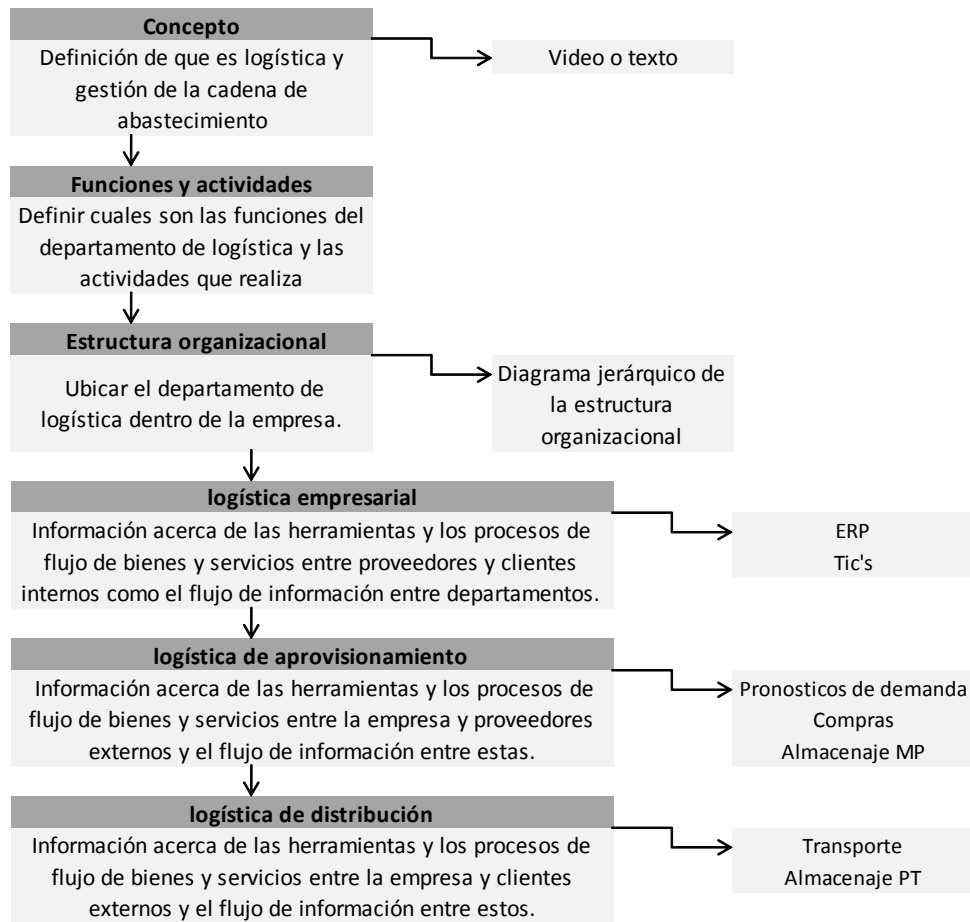 Concepto
Definición de que es logística y
gestión de la cadena de
abastecimiento
Video o texto
Funciones y actividades
Definir cuales son las funciones del
departamento de logística y las
actividades que realiza
Estructura organizacional
Ubicar el departamento de
logística dentro de la empresa.
Diagrama jerárquico de
la estructura
organizacional
logística empresarial
Información acerca de las herramientas y los procesos de
flujo de bienes y servicios entre proveedores y clientes
internos como el flujo de información entre departamentos.
ERP
Tic's
logística de aprovisionamiento
Información acerca de las herramientas y los procesos de
flujo de bienes y servicios entre la empresa y proveedores
externos y el flujo de información entre estas.
Pronosticos de demanda
Compras
Almacenaje MP
logística de distribución
Información acerca de las herramientas y los procesos de
flujo de bienes y servicios entre la empresa y clientes
externos y el flujo de información entre estos.
Transporte
Almacenaje PT